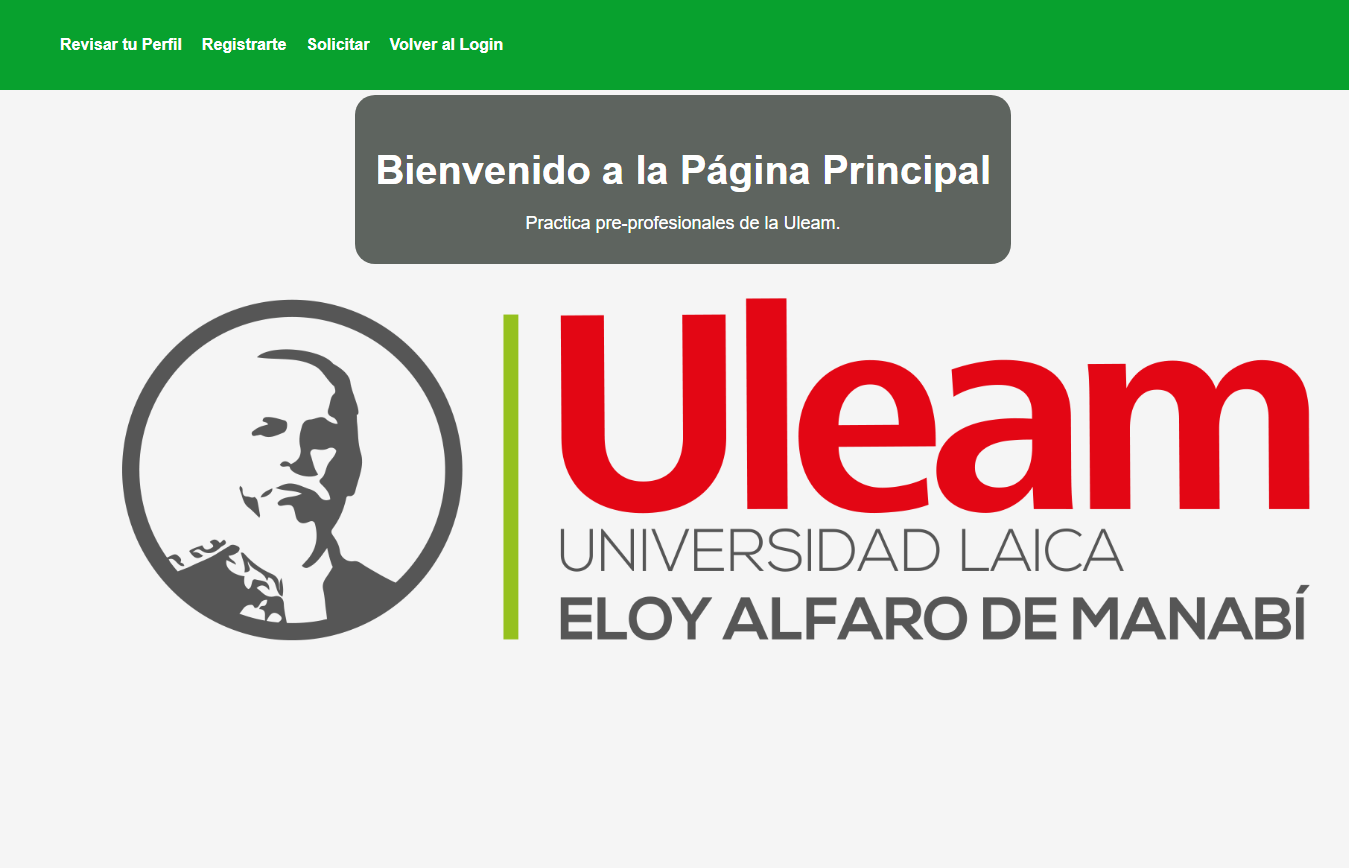 Revisar tu Perfil Registrarte Solicitar Volver al Login
Bienvenido a la Página Principal
Practica pre-profesionales de la Uleam.
Uleam
UNIVERSIDAD LAICA
ELOY ALFARO DE MANABÍ